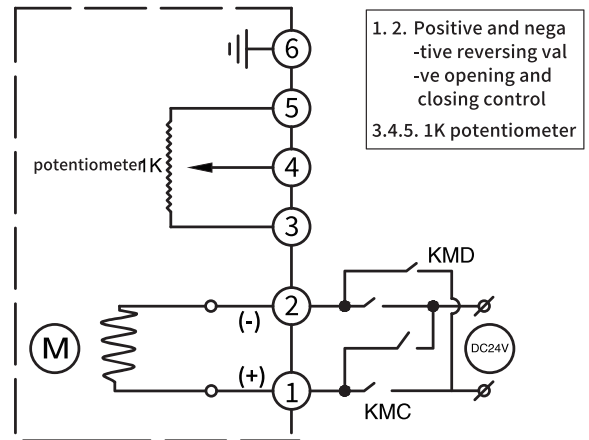 6
1. 2. Positive and nega
-tive reversing val
-ve opening and
closing control
3.4.5. 1K potentiometer
5
potentiometer1K
4
3
KMD
2
(-)
M
DC24V
(+)
1
KMC